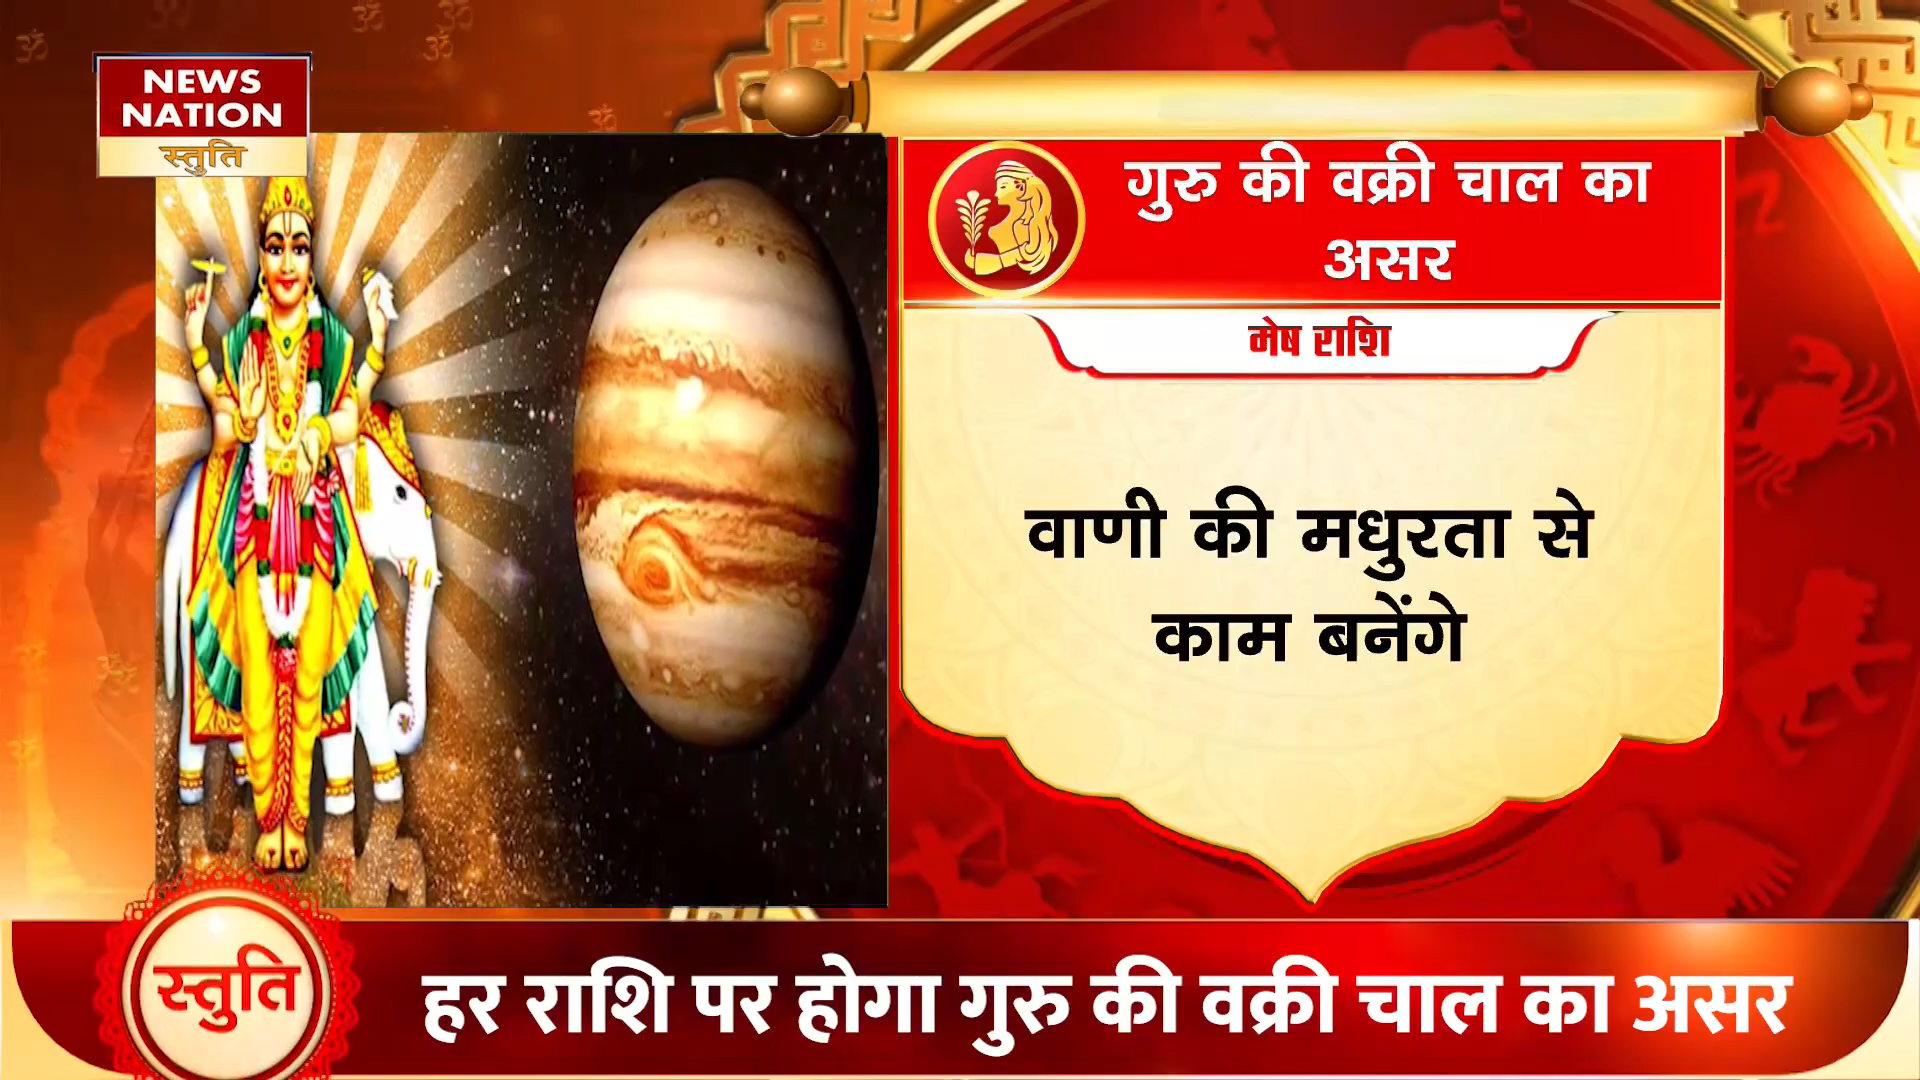 NEWS
NATION
स्तुति
गुरु की वक्री चाल का
असर
मेष राशि
वाणी की मधुरता से
काम बनेंगे
स्तुति
हर राशि पर होगा गुरु की वक्री चाल का असर